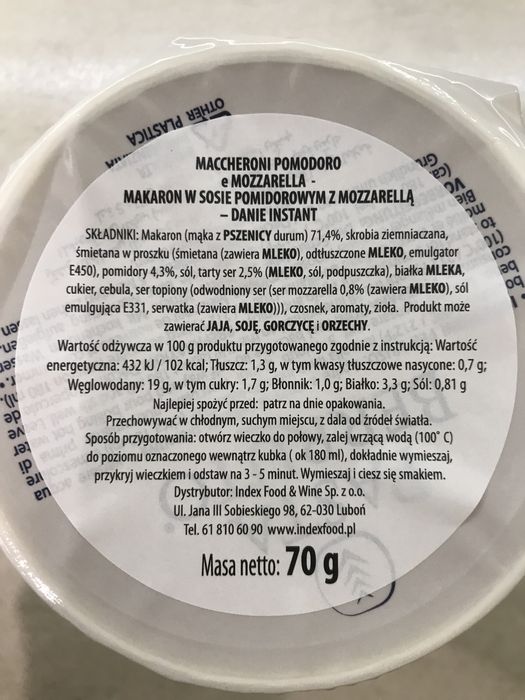 OTHER PLASTICA
MACCHERONI POMODORO
e MOZZARELLA -
MAKARON W SOSIE POMIDOROWYM Z MOZZARELLĄ
– DANIE INSTANT
SKŁADNIKI: Makaron (mąka z PSZENICY durum) 71,4%, skrobia ziemniaczana,
śmietana w proszku (śmietana (zawiera MLEKO), odtłuszczone MLEKO, emulgator
E450), pomidory 4,3%, sól, tarty ser 2,5% (MLEKO, sól, podpuszczka), białka MLEKA,
cukier, cebula, ser topiony (odwodniony ser (ser mozzarella 0,8% (zawiera MLEKO), sól
emulgująca E331, serwatka (zawiera MLEKO))), czosnek, aromaty, zioła. Produkt może
zawierać JAJA, SOJĘ, GORCZYCĘ i ORZECHY.
Wartość odżywcza w 100 g produktu przygotowanego zgodnie z instrukcją: Wartość
energetyczna: 432 kJ / 102 kcal; Tłuszcz: 1,3 g, w tym kwasy tłuszczowe nasycone: 0,7 g;
Węglowodany: 19 g, w tym cukry: 1,7 g; Błonnik: 1,0 g; Białko: 3,3 g; Sól: 0,81 g
Najlepiej spożyć przed: patrz na dnie opakowania.
Przechowywać w chłodnym, suchym miejscu, z dala od źródeł światła.
Sposób przygotowania: otwórz wieczko do połowy, zalej wrzącą wodą (100° C)
do poziomu oznaczonego wewnątrz kubka ( ok 180 ml), dokładnie wymieszaj,
przykryj wieczkiem i odstaw na 3 - 5 minut. Wymieszaj i ciesz się smakiem.
Dystrybutor: Index Food & Wine Sp. z o.o.
Ul. Jana III Sobieskiego 98, 62-030 Luboń
Tel. 61 810 60 90 www.indexfood.pl
Masa netto: 70 g